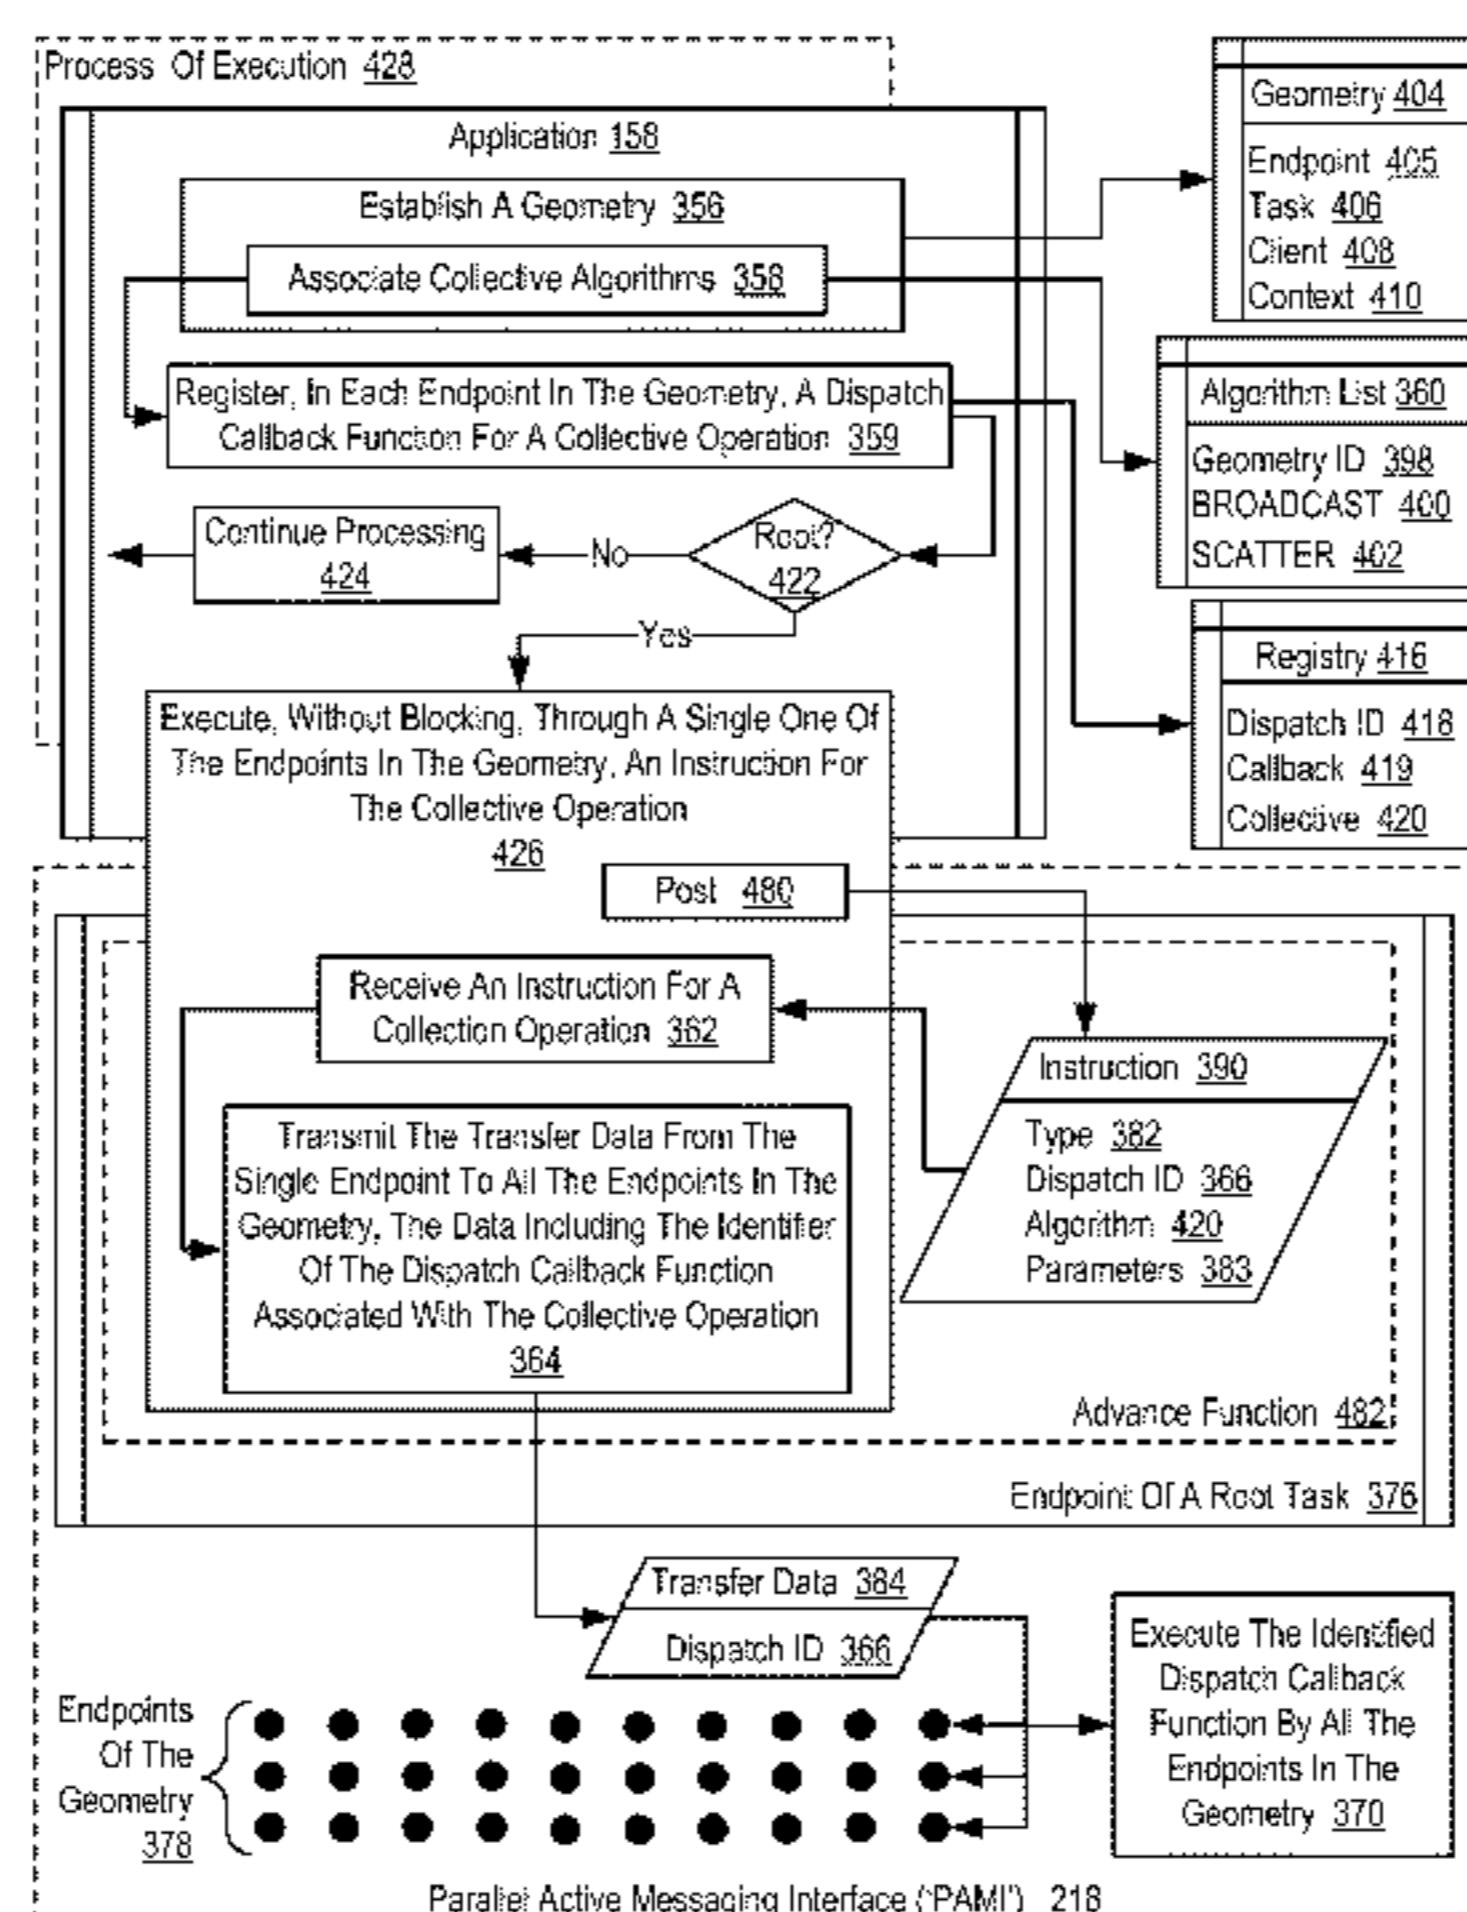 Process Of Execution 428
Application 158
Establish A Geometry 356
Associate Collective Algorithms 358
Register, In Each Endpoint In The Geometry, A Dispatch
Callback Function For A Collective Operation 359
Continue Processing
424
No
Root?
422
Yes
Geometry 404
Endpoint 405
Task 406
Client 408
Context 410
Algorithm List 360
Geometry ID 398
BROADCAST 400
SCATTER 402
Registry 416
Dispatch ID 418
Callback 419
Collective 420
Execute, Without Blocking, Through A Single One Of
The Endpoints In The Geometry, An Instruction For
The Collective Operation
426
Post 480
Receive An Instruction For A
Collection Operation 362
Instruction 390
Type 382
Dispatch ID 366
Algorithm 420
Parameters 383
Transmit The Transfer Data From The
Single Endpoint To All The Endpoints In The
Geometry, The Data Including The Identifier
Of The Dispatch Callback Function
Associated With The Collective Operation
364
Advance Function 482
Endpoint Of A Root Task 376
Transfer Data 384
Dispatch ID 366
Endpoints
Of The
Geometry
378
Execute The Identified
Dispatch Callback
Function By All The
Endpoints In The
Geometry 370
Parallel Active Messaging Interface ('PAMI') 218